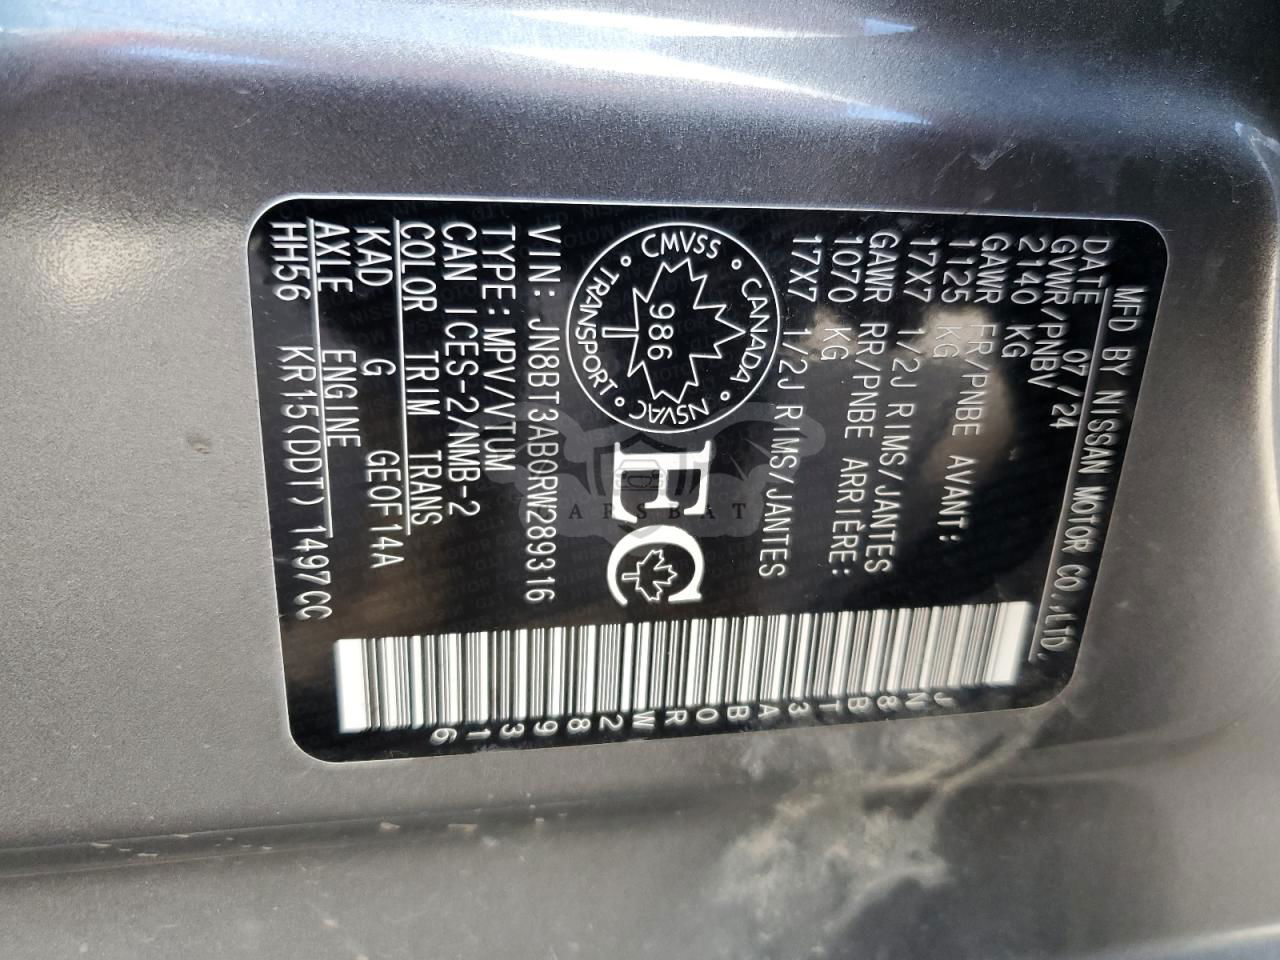 MFD BY NISSAN MOTOR CO.,LTD.
DATE 07/24
GVWR/PNBV
2140 KG
GAWR FR/PNBE AVANT:
1125 KG
17X7 1/2J RIMS/JANTES
GAWR RR/PNBE ARRIÈRE:
1070 KG
17X7 1/2J RIMS/JANTES
CMVSS • CANADA • NSVAC • TRANSPORT •
986
EC
VIN: JN8BT3AB0RW289316
TYPE:MPV/VTUM
CAN ICES-2/NMB-2
COLOR TRIM TRANS
KAD G GE0F14A
AXLE ENGINE
HH56 KR15(DDT) 1497CC
JN8BT3AB0RW289316
CARSBAT